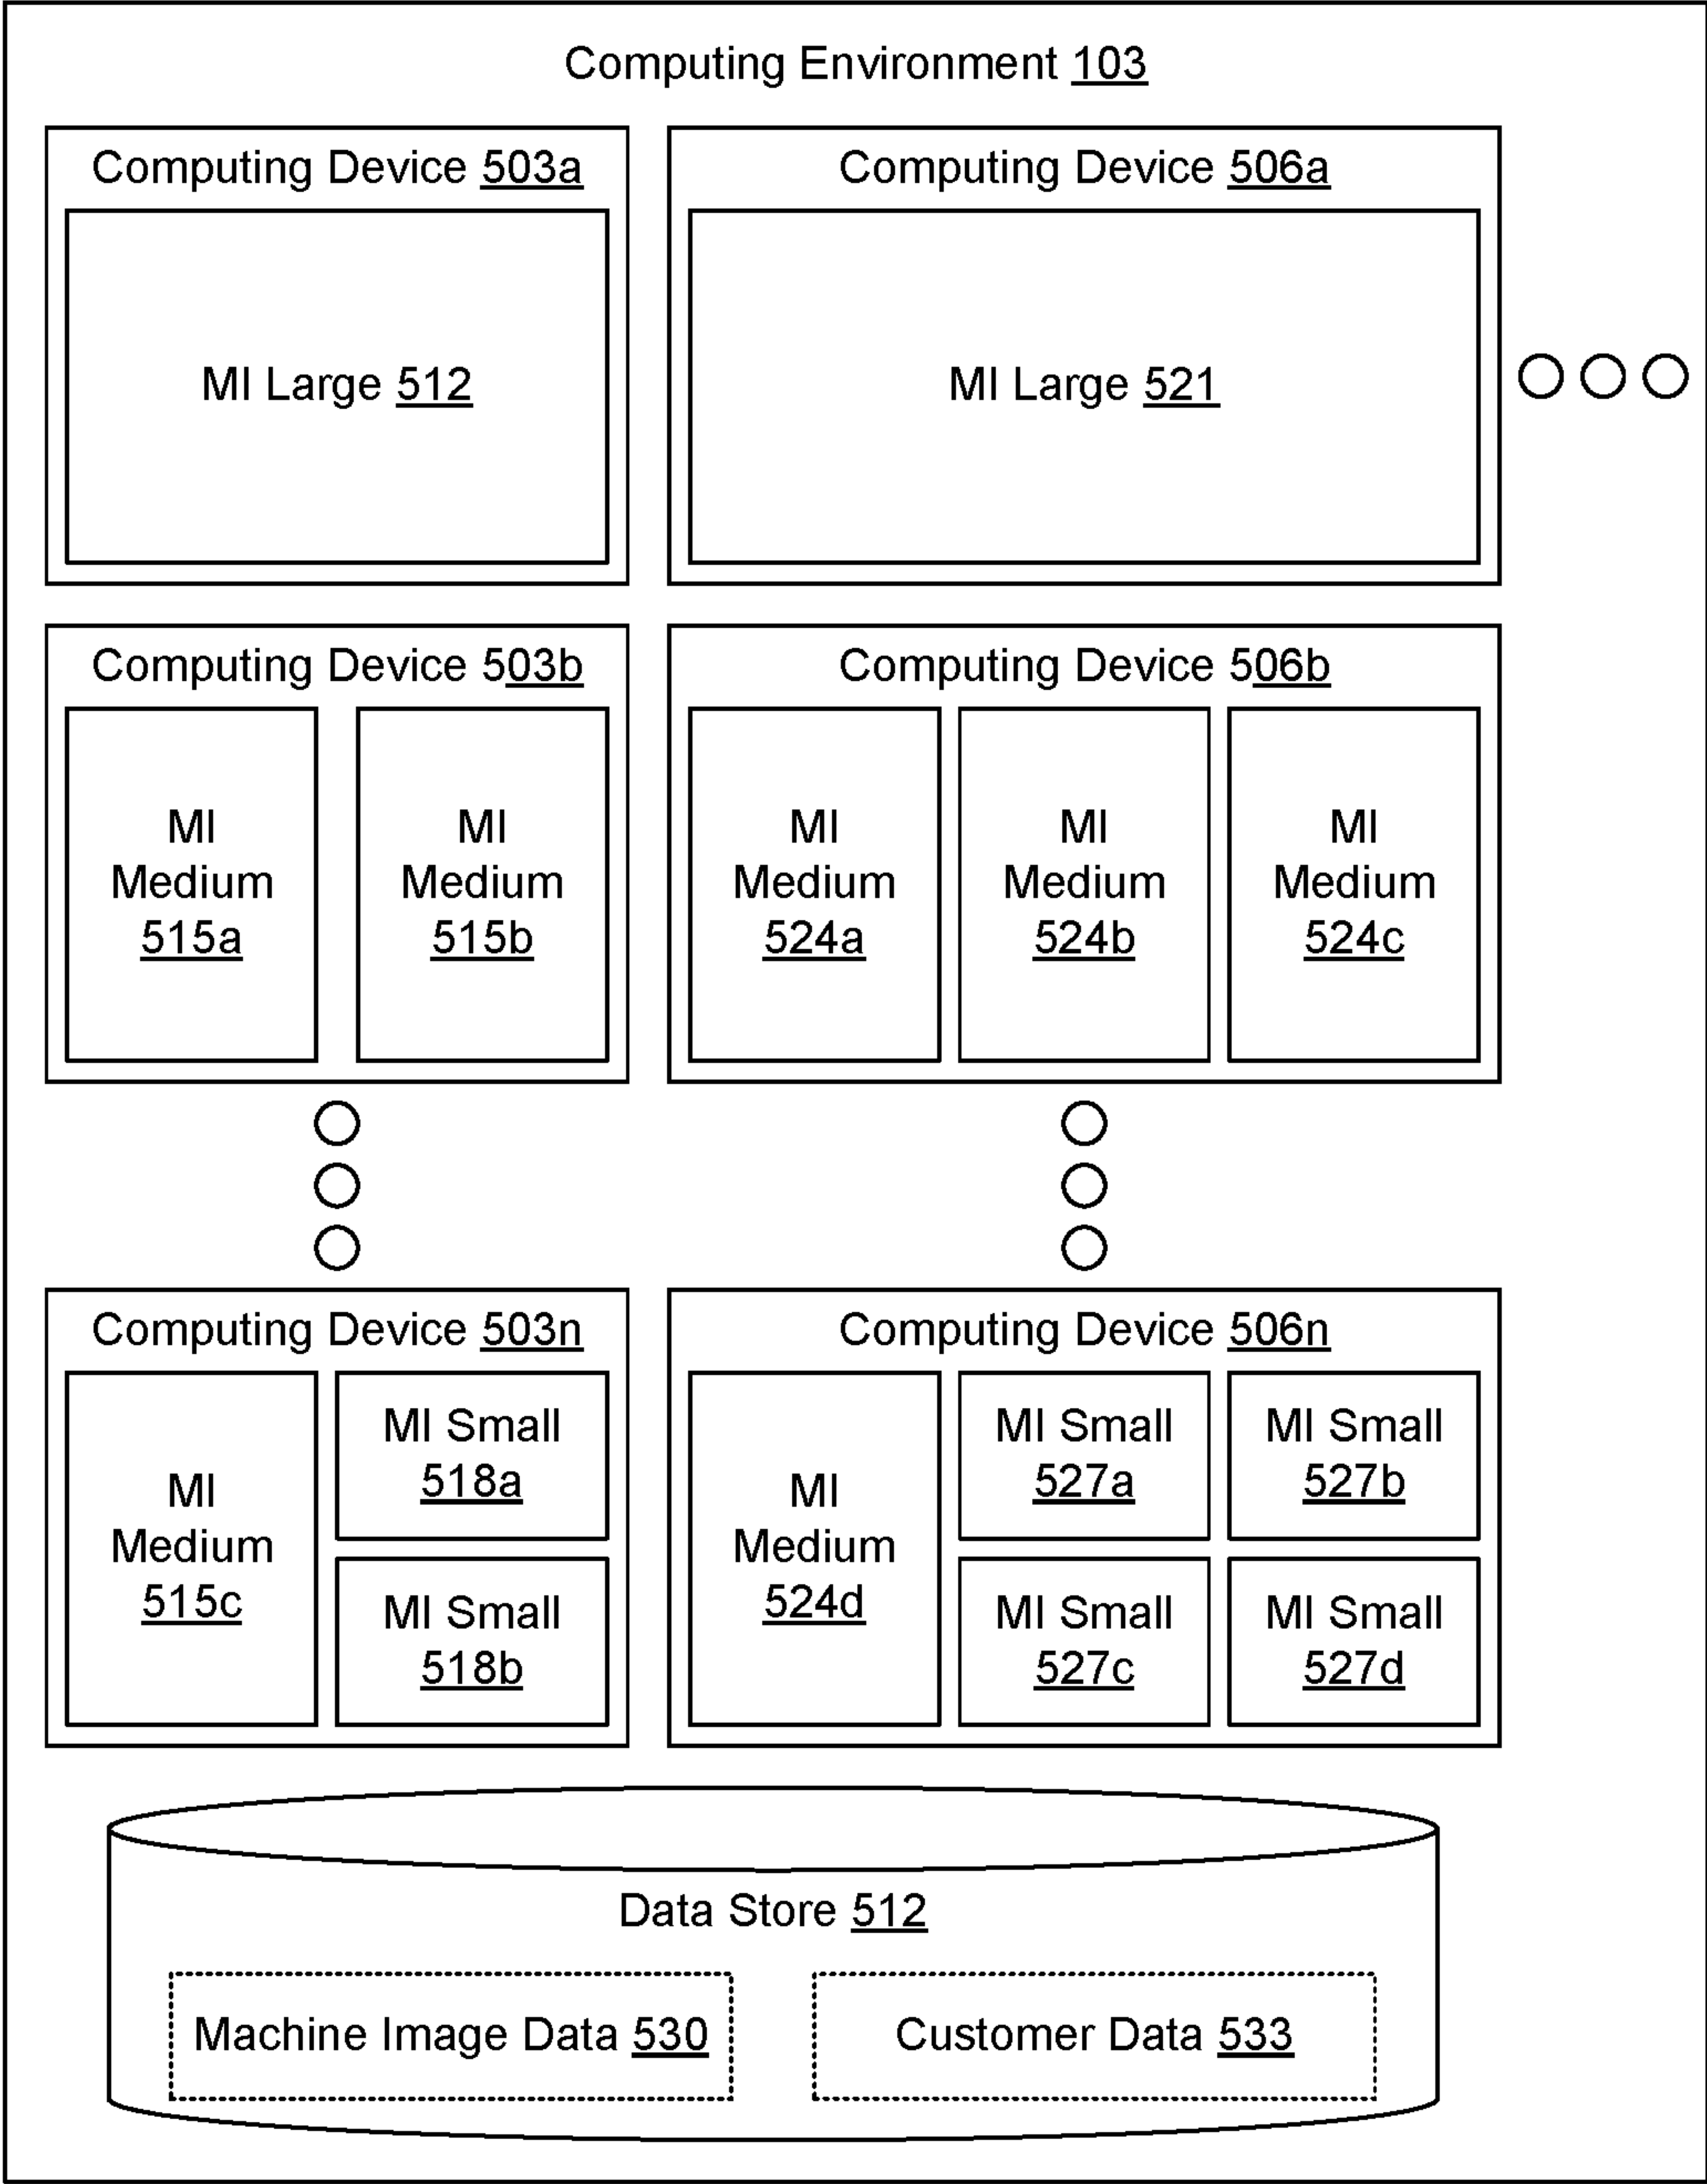 Computing Environment 103
Computing Device 503a
MI Large 512
Computing Device 506a
MI Large 521
Computing Device 503b
MI
Medium
515a
MI
Medium
515b
Computing Device 506b
MI
Medium
524a
MI
Medium
524b
MI
Medium
524c
Computing Device 503n
MI
Medium
515c
MI Small
518a
MI Small
518b
Computing Device 506n
MI
Medium
524d
MI Small
527a
MI Small
527b
MI Small
527c
MI Small
527d
Data Store 512
Machine Image Data 530
Customer Data 533